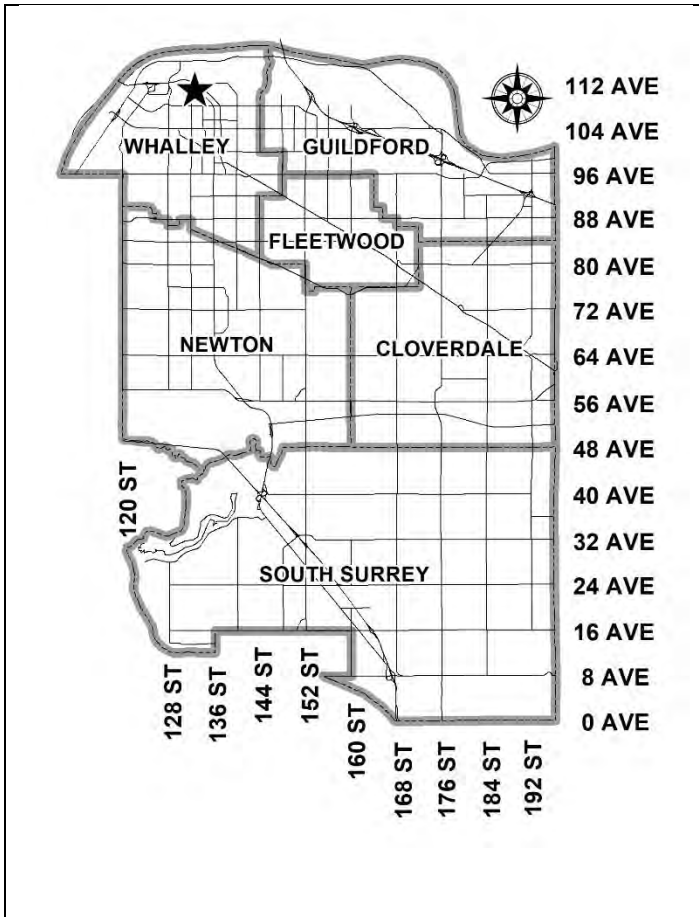 112 AVE
104 AVE
WHALLEY
GUILDFORD
96 AVE
88 AVE
FLEETWOOD
80 AVE
72 AVE
NEWTON
CLOVERDALE
64 AVE
56 AVE
48 AVE
120 ST
40 AVE
32 AVE
SOUTH SURREY
24 AVE
16 AVE
128 ST
136 ST
144 ST
152 ST
8 AVE
160 ST
0 AVE
168 ST
176 ST
184 ST
192 ST